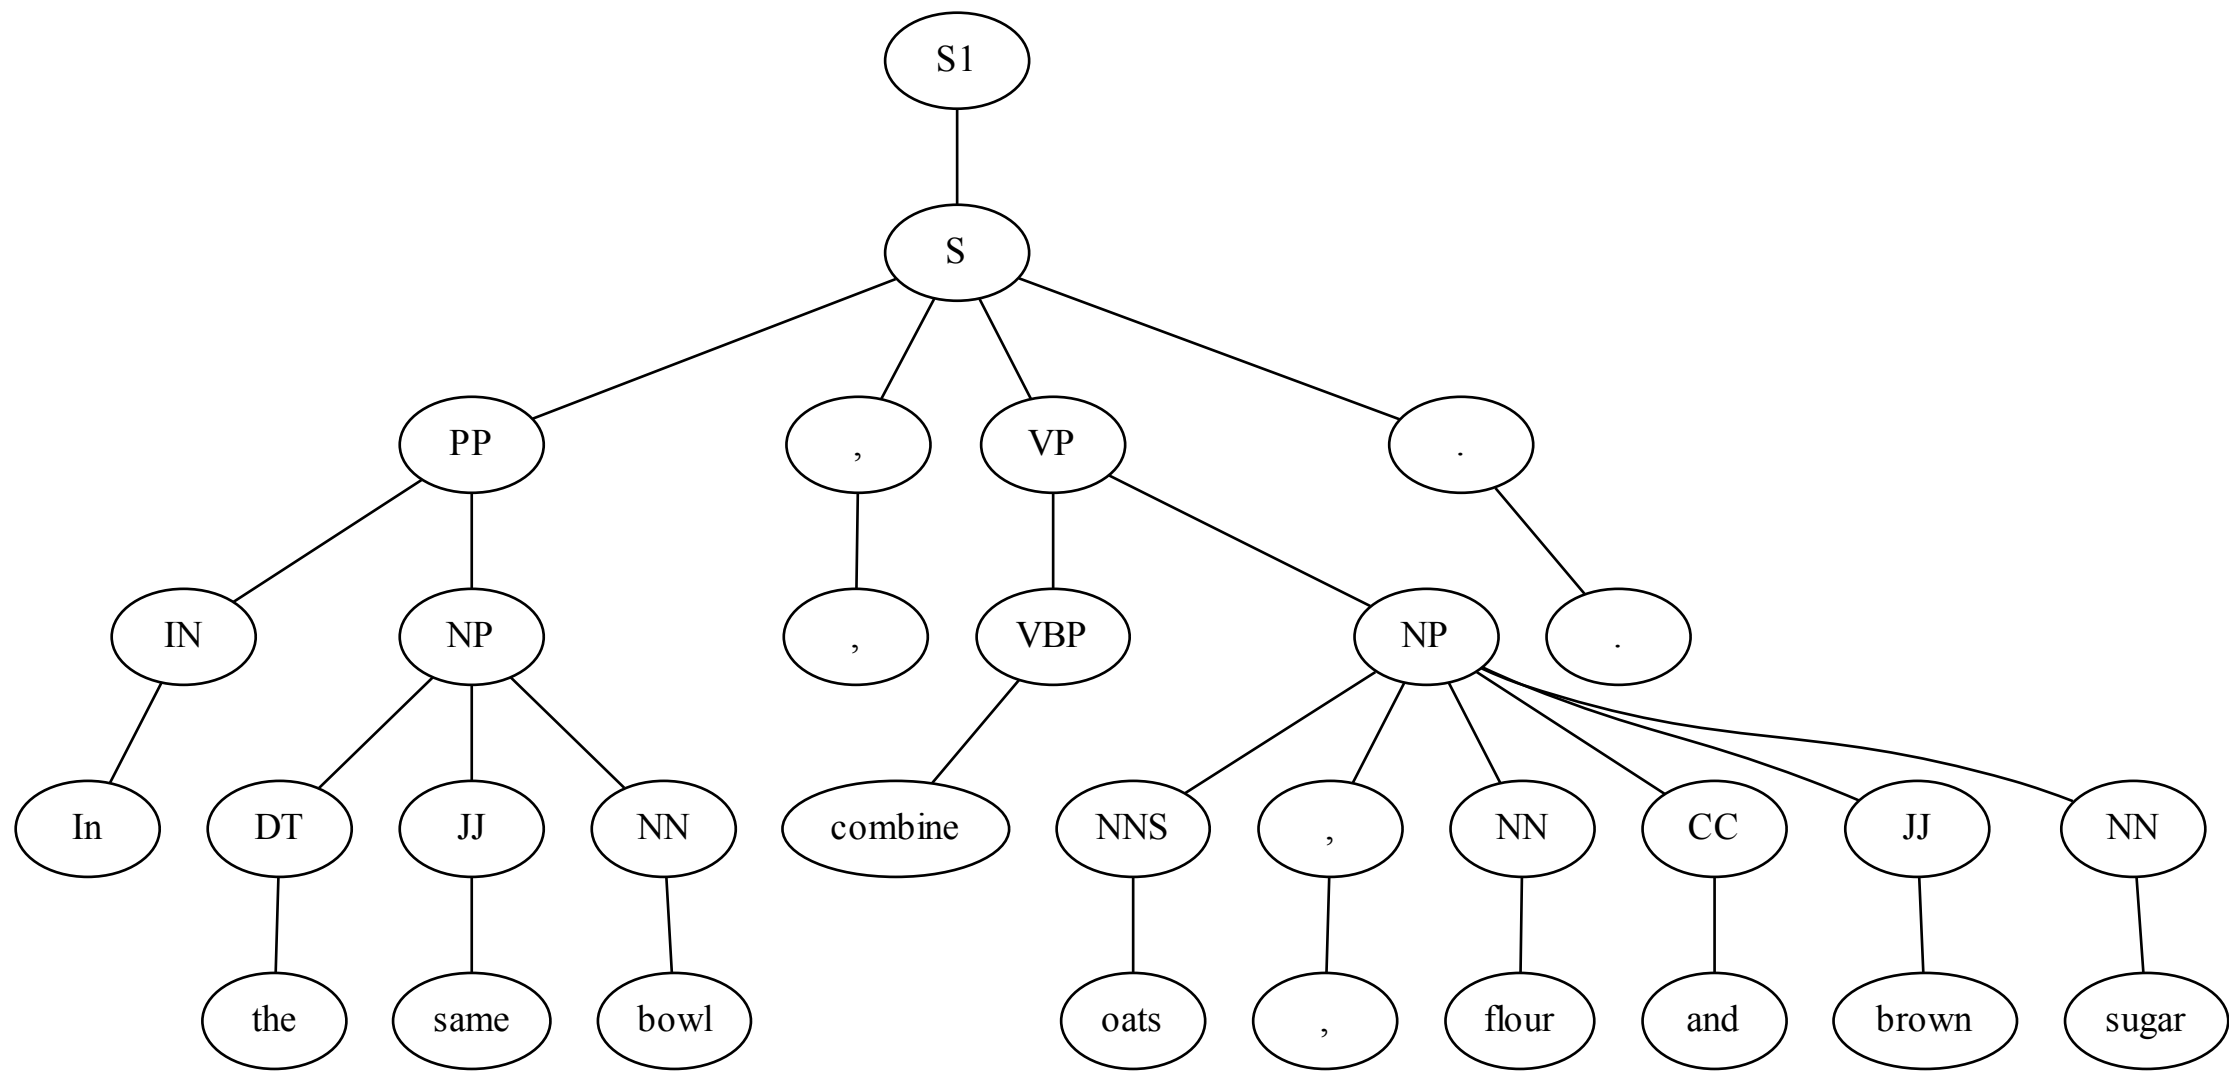 S1
S
PP , VP .
IN NP , VBP NP .
In DT JJ NN combine NNS , NN CC JJ NN
the same bowl oats , flour and brown sugar